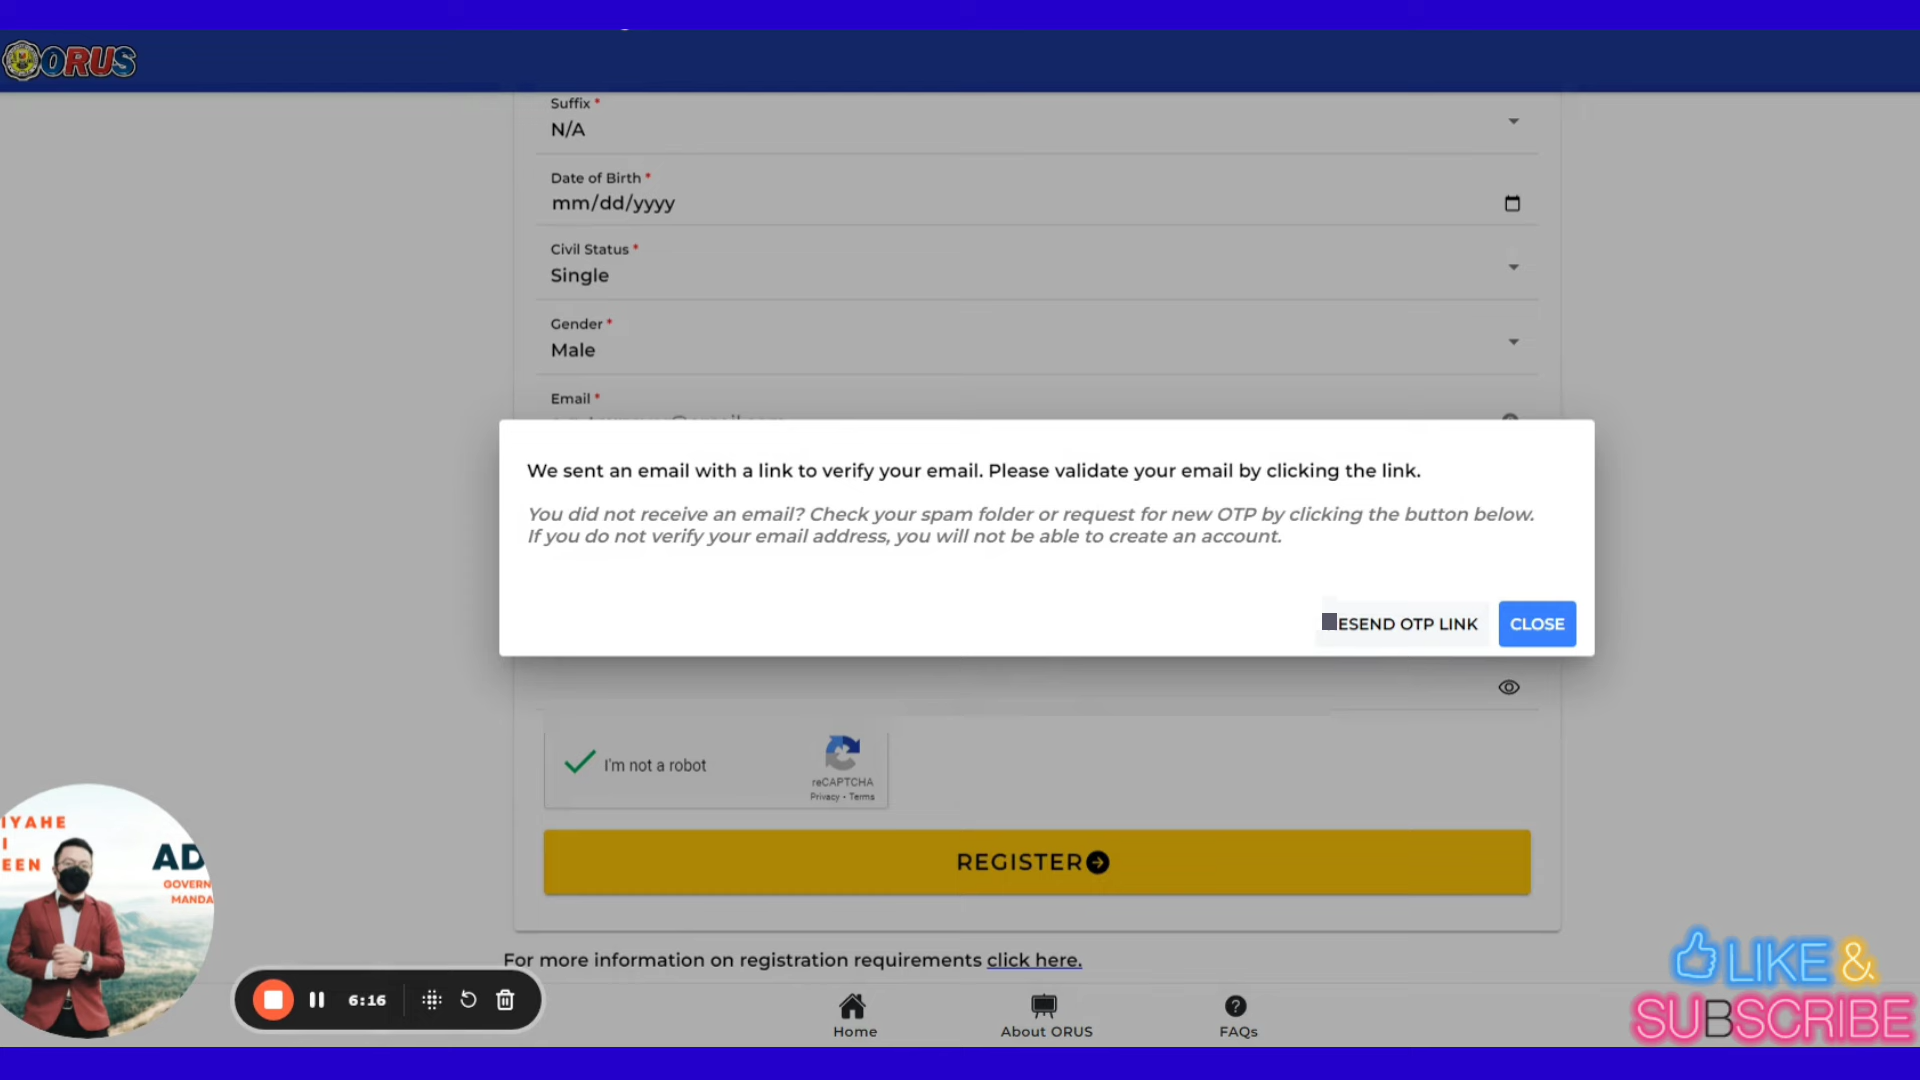 ORUS
Suffix *
N/A
Date of Birth *
mm/dd/yyyy
Civil Status *
Single
Gender *
Male
Email *
We sent an email with a link to verify your email. Please validate your email by clicking the link.
You did not receive an email? Check your spam folder or request for new OTP by clicking the button below.
If you do not verify your email address, you will not be able to create an account.
ESEND OTP LINK
CLOSE
I'm not a robot
reCAPTCHA
Privacy - Terms
REGISTER
For more information on registration requirements click here.
IYAHE
I
EEN
AD
GOVERN
MANDA
6:16
Home
About ORUS
FAQs
LIKE &
SUBSCRIBE